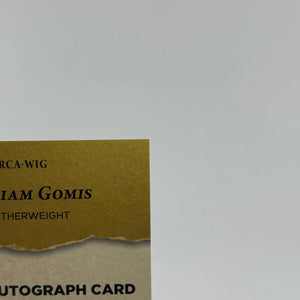 RCA-WIG
IAM GOMIS
THERWEIGHT
UTOGRAPH CARD